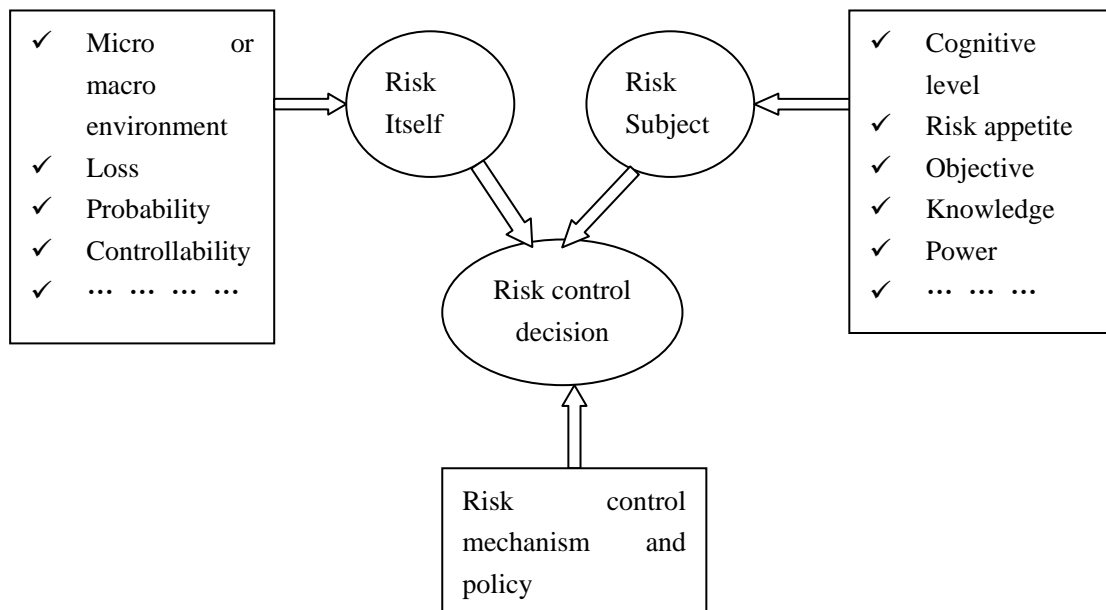 ✓ Micro or
macro
environment
✓ Loss
✓ Probability
✓ Controllability
✓ … … … …
Risk
Itself
Risk
Subject
✓ Cognitive
level
✓ Risk appetite
✓ Objective
✓ Knowledge
✓ Power
✓ … … …
Risk control
decision
Risk control
mechanism and
policy